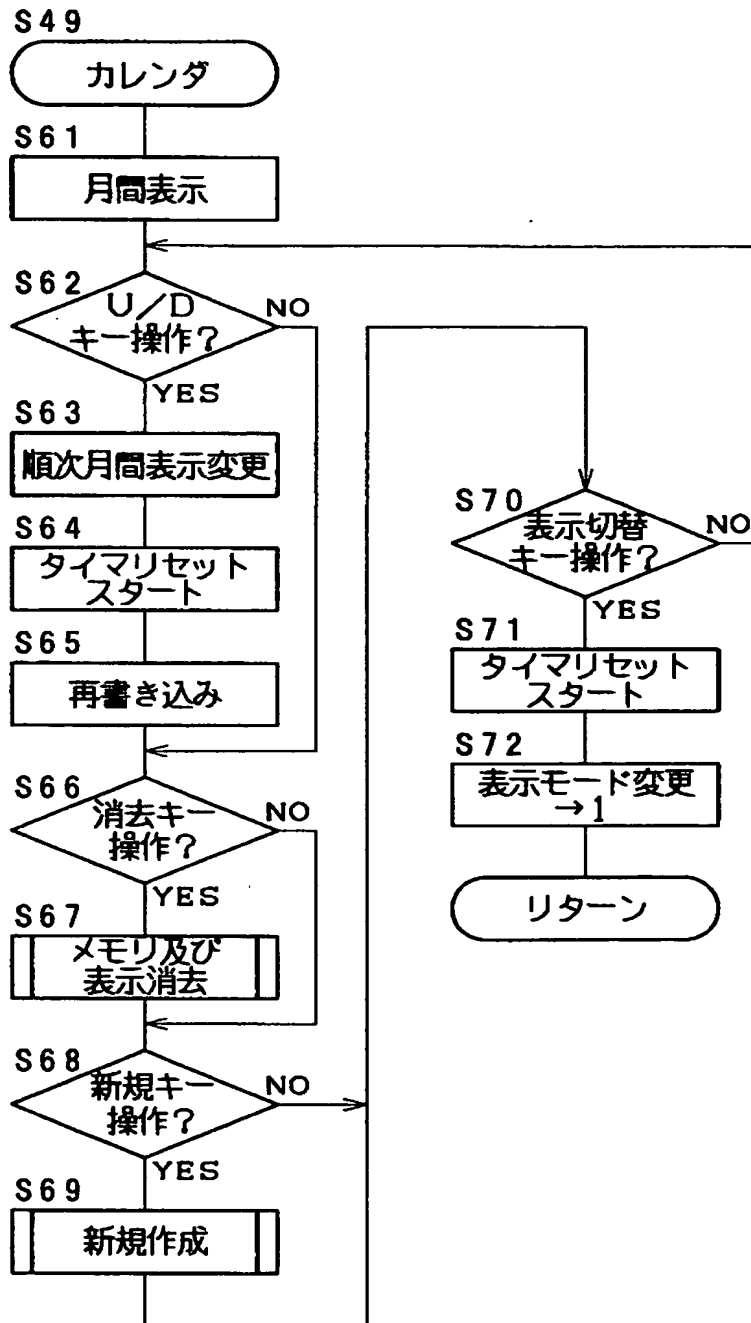 S49
カレンダ
S61
月間表示
S62
U/D
キー操作?
NO
YES
S63
順次月間表示変更
S64
タイマリセット
スタート
S65
再書き込み
S66
消去キー
操作?
NO
YES
S67
メモリ及び
表示消去
S68
新規キー
操作?
NO
YES
S69
新規作成
S70
表示切替
キー操作?
NO
YES
S71
タイマリセット
スタート
S72
表示モード変更
→1
リターン